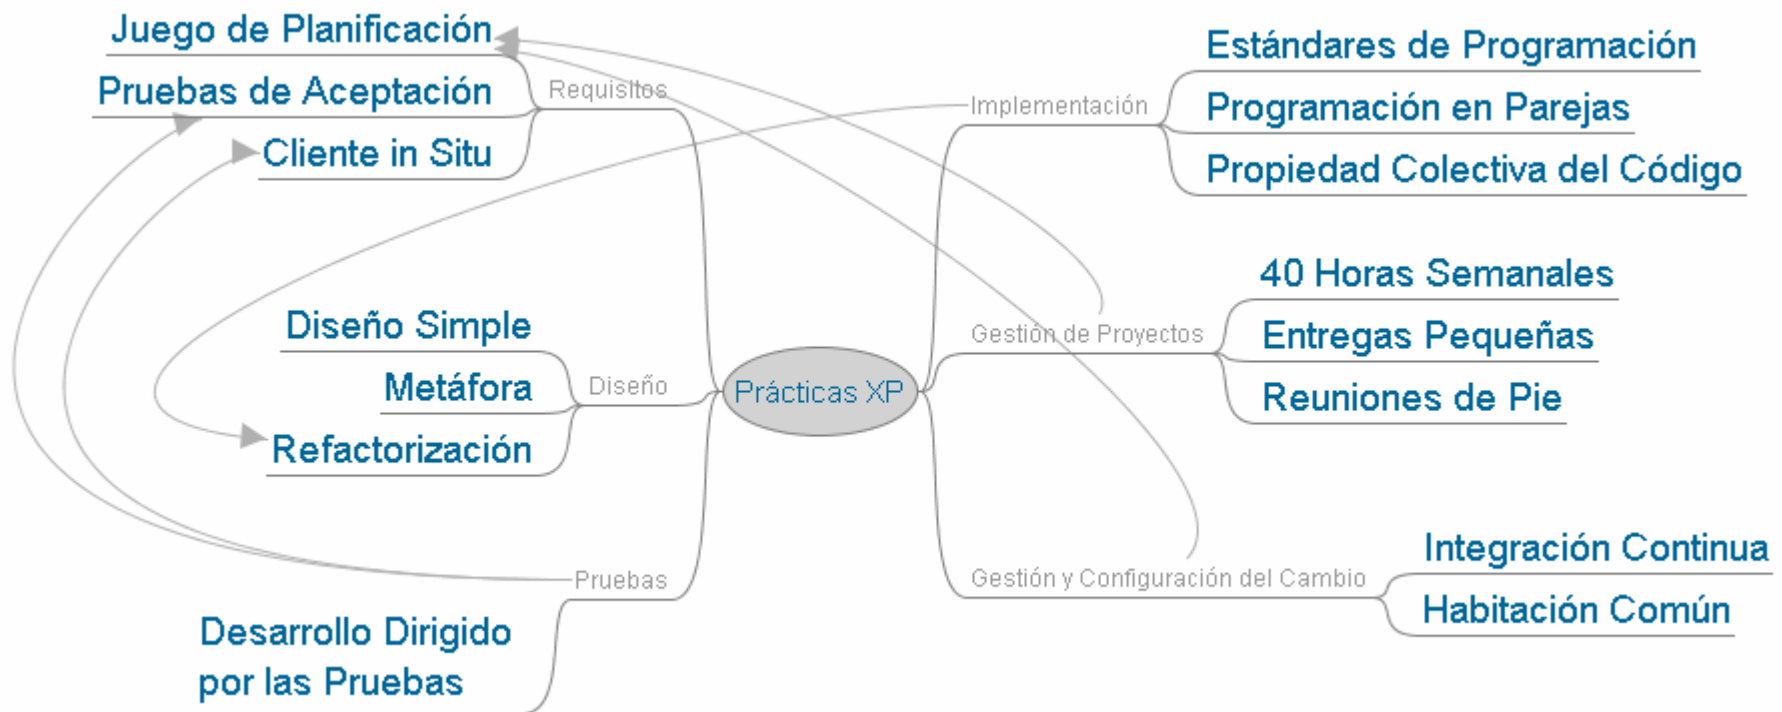 Juego de Planificación
Pruebas de Aceptación
Cliente in Situ
Requisitos
Diseño Simple
Metáfora
Refactorización
Diseño
Pruebas
Desarrollo Dirigido
por las Pruebas
Prácticas XP
Implementación
Estándares de Programación
Programación en Parejas
Propiedad Colectiva del Código
Gestión de Proyectos
40 Horas Semanales
Entregas Pequeñas
Reuniones de Pie
Gestión y Configuración del Cambio
Integración Continua
Habitación Común